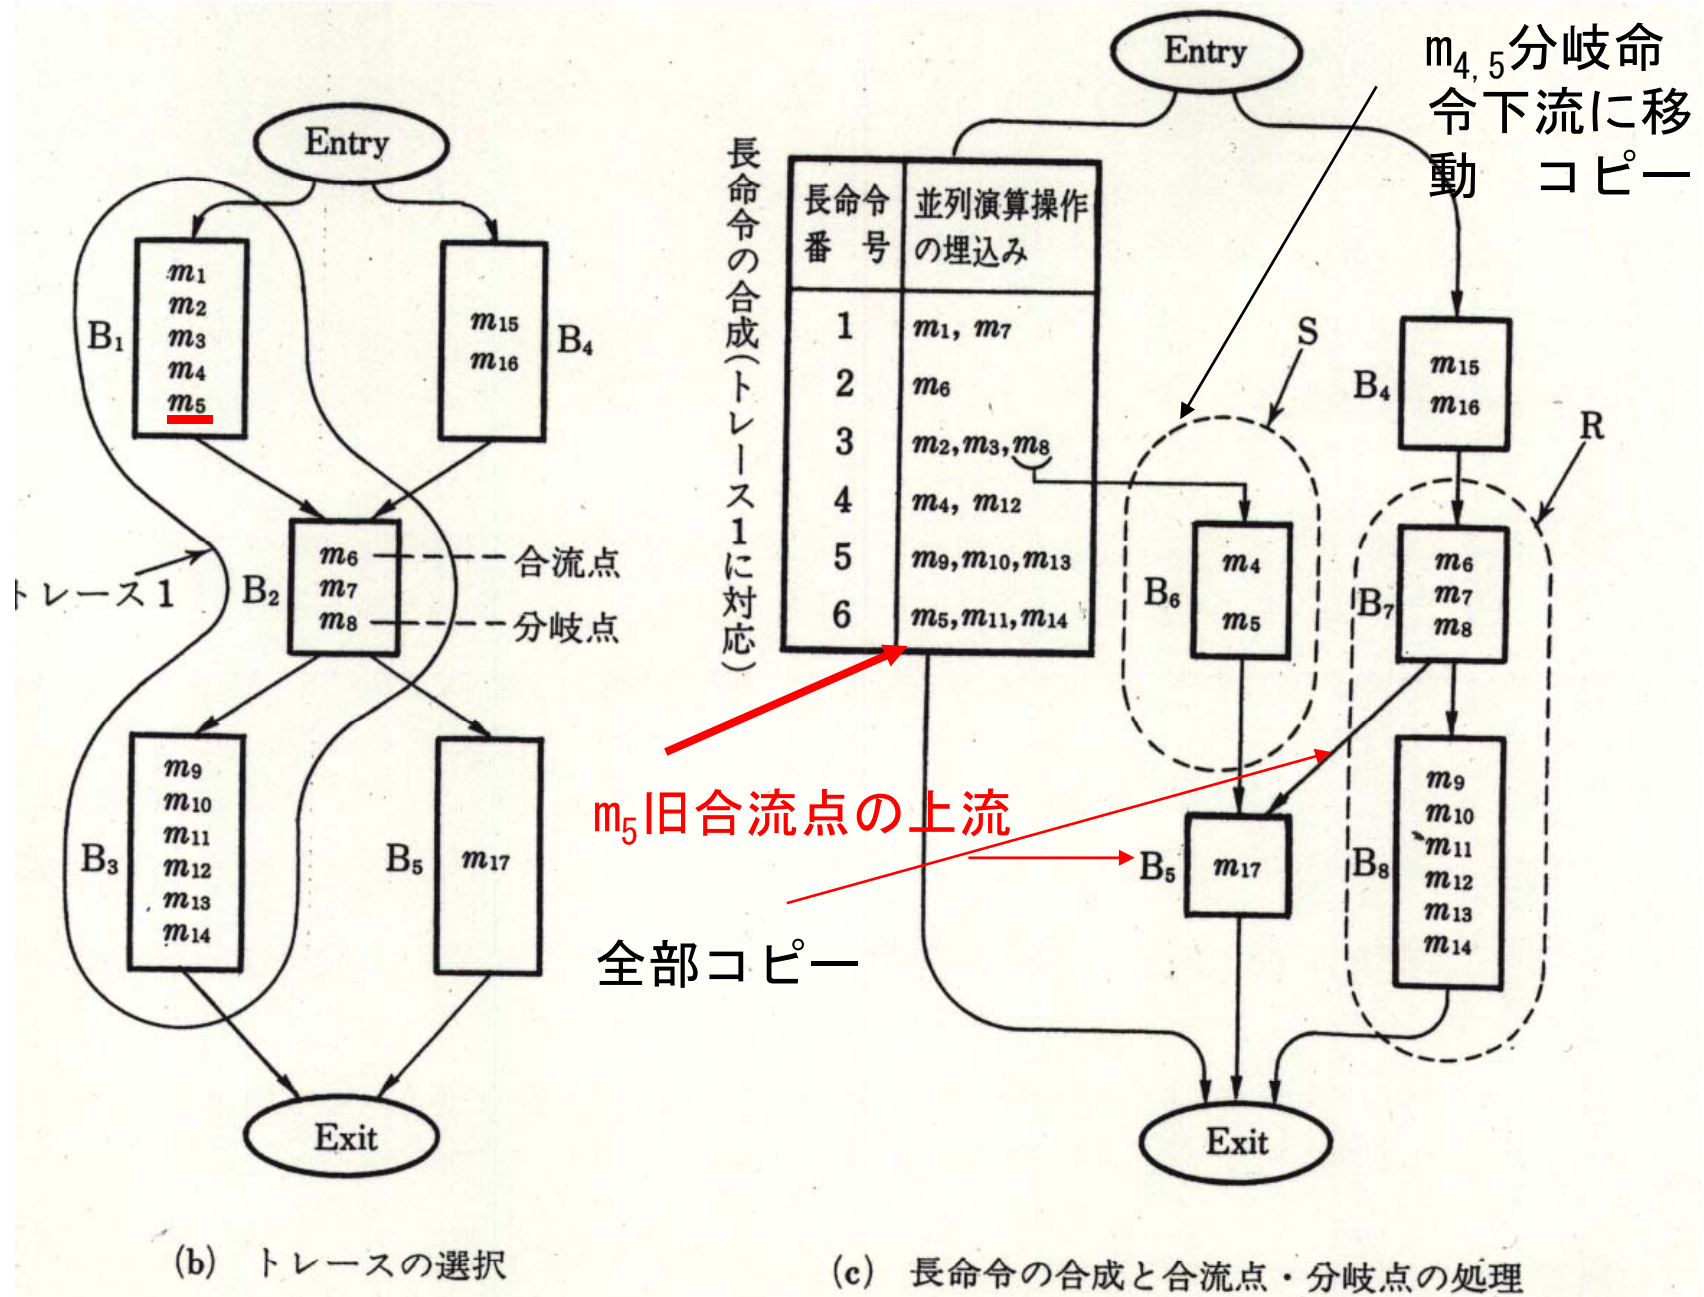 Entry
m1
m2
m3
m4
m5
B1
m15
m16
B4
m6
m7
m8
B2
合流点
分岐点
トレース1
m9
m10
m11
m12
m13
m14
B3
m17
B5
Exit
(b) トレースの選択
長命令の合成(トレース1に対応)
Entry
m4,5分岐命
令下流に移
動 コピー
長命令
番 号
並列演算操作
の埋込み
1 m1, m7
2 m6
3 m2,m3,m8
4 m4, m12
5 m9,m10,m13
6 m5,m11,m14
S
R
m15
m16
B4
m4
m5
B6
m6
m7
m8
B7
m5旧合流点の上流
全部コピー
m17
B5
m9
m10
m11
m12
m13
m14
B8
Exit
(c) 長命令の合成と合流点・分岐点の処理